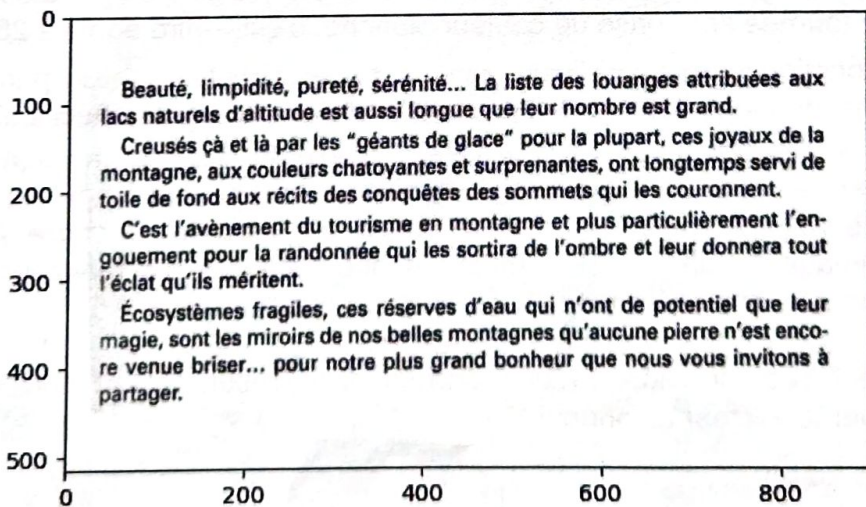 0
Beauté, limpidité, pureté, sérénité... La liste des louanges attribuées aux
100
lacs naturels d'altitude est aussi longue que leur nombre est grand.
Creusés çà et là par les "géants de glace" pour la plupart, ces joyaux de la
montagne, aux couleurs chatoyantes et surprenantes, ont longtemps servi de
200
toile de fond aux récits des conquêtes des sommets qui les couronnent.
C'est l'avènement du tourisme en montagne et plus particulièrement l'en-
gouement pour la randonnée qui les sortira de l'ombre et leur donnera tout
300
l'éclat qu'ils méritent.
Écosystèmes fragiles, ces réserves d'eau qui n'ont de potentiel que leur
magie, sont les miroirs de nos belles montagnes qu'aucune pierre n'est enco-
400
re venue briser... pour notre plus grand bonheur que nous vous invitons à
partager.
500
0 200 400 600 800